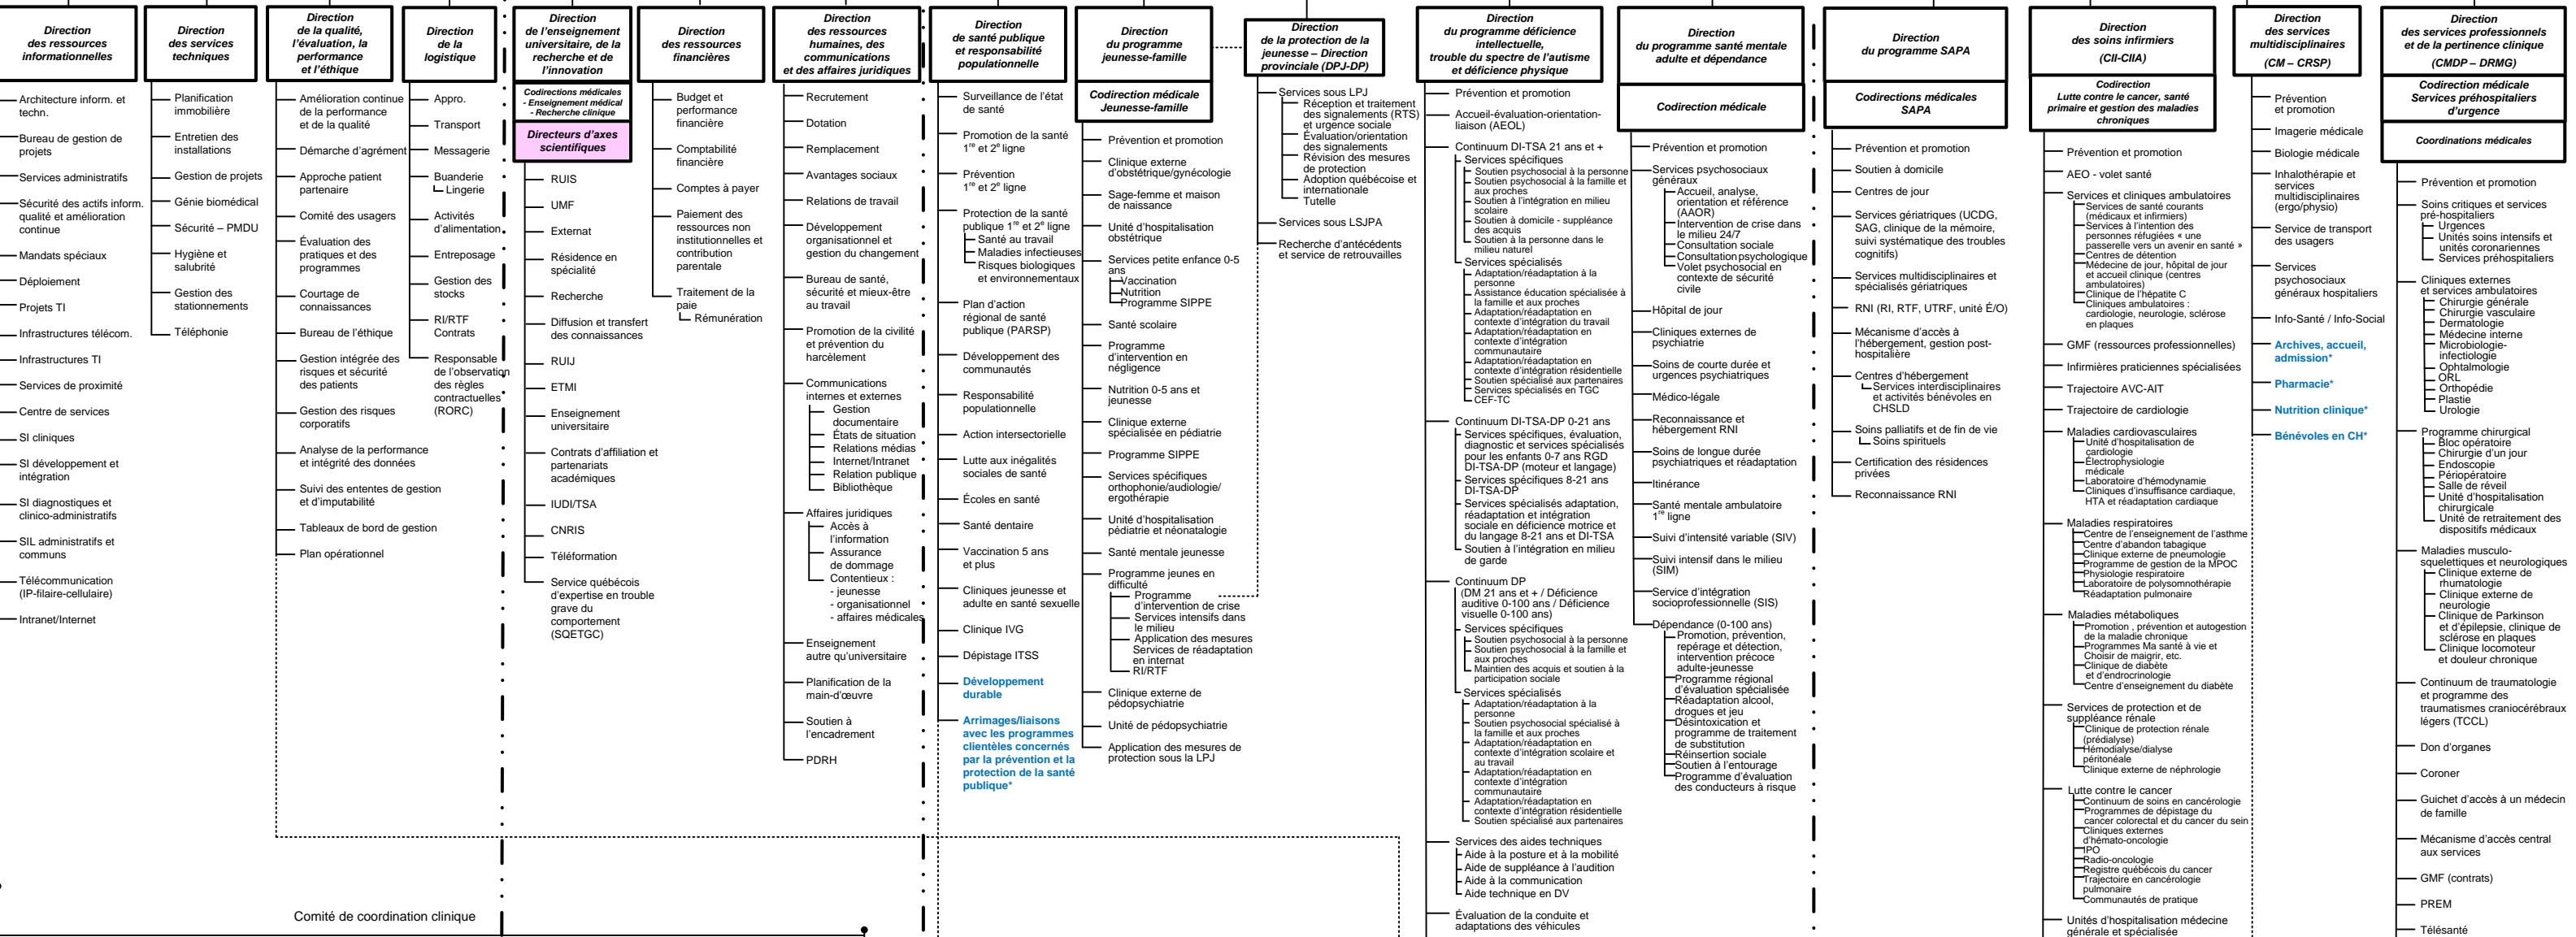 Direction
des ressources
informationnelles
Architecture inform. et
techn.
Bureau de gestion de
projets
Services administratifs
Sécurité des actifs inform.
qualité et amélioration
continue
Mandats spéciaux
Déploiement
Projets TI
Infrastructures télécom.
Infrastructures TI
Services de proximité
Centre de services
SI cliniques
SI développement et
intégration
SI diagnostiques et
clinico-administratifs
SIL administratifs et
communs
Télécommunication
(IP-filaire-cellulaire)
Intranet/Internet
Direction
des services
techniques
Planification
immobilière
Entretien des
installations
Gestion de projets
Génie biomédical
Sécurité – PMDU
Hygiène et
salubrité
Gestion des
stationnements
Téléphonie
Direction
de la qualité,
l'évaluation, la
performance
et l'éthique
Amélioration continue
de la performance
et de la qualité
Démarche d'agrément
Approche patient
partenaire
Comité des usagers
Évaluation des
pratiques et des
programmes
Courtage de
connaissances
Bureau de l'éthique
Gestion intégrée des
risques et sécurité
des patients
Gestion des risques
corporatifs
Analyse de la performance
et intégrité des données
Suivi des ententes de gestion
et d'imputabilité
Tableaux de bord de gestion
Plan opérationnel
Direction
de la
logistique
Appro.
Transport
Messagerie
Buanderie
Lingerie
Activités
d'alimentation
Entreposage
Gestion des
stocks
RI/RTF
Contrats
Responsable
de l'observation
des règles
contractuelles
(RORC)
Direction
de l'enseignement
universitaire, de la
recherche et de
l'innovation
Codirections médicales
- Enseignement médical
- Recherche clinique
Directeurs d'axes
scientifiques
RUIS
UMF
Externat
Résidence en
spécialité
Recherche
Diffusion et transfert
des connaissances
RUIJ
ETMI
Enseignement
universitaire
Contrats d'affiliation et
partenariats
académiques
IUDI/TSA
CNRIS
Téléformation
Service québécois
d'expertise en trouble
grave du
comportement
(SQETGC)
Direction
des ressources
financières
Budget et
performance
financière
Comptabilité
financière
Comptes à payer
Paiement des
ressources non
institutionnelles et
contribution
parentale
Traitement de la
paie
Rémunération
Direction
des ressources
humaines, des
communications
et des affaires juridiques
Recrutement
Dotation
Remplacement
Avantages sociaux
Relations de travail
Développement
organisationnel et
gestion du changement
Bureau de santé,
sécurité et mieux-être
au travail
Promotion de la civilité
et prévention du
harcèlement
Communications
internes et externes
Gestion
documentaire
États de situation
Relations médias
Internet/Intranet
Relation publique
Bibliothèque
Affaires juridiques
Accès à
l'information
Assurance
de dommage
Contentieux :
- jeunesse
- organisationnel
- affaires médicales
Enseignement
autre qu'universitaire
Planification de la
main-d'œuvre
Soutien à
l'encadrement
PDRH
Direction
de santé publique
et responsabilité
populationnelle
Surveillance de l'état
de santé
Promotion de la santé
1re et 2e ligne
Prévention
1re et 2e ligne
Protection de la santé
publique 1re et 2e ligne
Santé au travail
Maladies infectieuses
Risques biologiques
et environnementaux
Plan d'action
régional de santé
publique (PARSP)
Développement des
communautés
Responsabilité
populationnelle
Action intersectorielle
Lutte aux inégalités
sociales de santé
Écoles en santé
Santé dentaire
Vaccination 5 ans
et plus
Cliniques jeunesse et
adulte en santé sexuelle
Clinique IVG
Dépistage ITSS
Développement
durable
Arrimages/liaisons
avec les programmes
clientèles concernés
par la prévention et la
protection de la santé
publique*
Direction
du programme
jeunesse-famille
Codirection médicale
Jeunesse-famille
Prévention et promotion
Clinique externe
d'obstétrique/gynécologie
Sage-femme et maison
de naissance
Unité d'hospitalisation
obstétrique
Services petite enfance 0-5
ans
Vaccination
Nutrition
Programme SIPPE
Santé scolaire
Programme
d'intervention en
négligence
Nutrition 0-5 ans et
jeunesse
Clinique externe
spécialisée en pédiatrie
Programme SIPPE
Services spécifiques
orthophonie/audiologie/
ergothérapie
Unité d'hospitalisation
pédiatrie et néonatalogie
Santé mentale jeunesse
Programme jeunes en
difficulté
Programme
d'intervention de crise
Services intensifs dans
le milieu
Application des mesures
Services de réadaptation
en internat
RI/RTF
Clinique externe de
pédopsychiatrie
Unité de pédopsychiatrie
Application des mesures de
protection sous la LPJ
Direction
de la protection de la
jeunesse – Direction
provinciale (DPJ-DP)
Services sous LPJ
Réception et traitement
des signalements (RTS)
et urgence sociale
Évaluation/orientation
des signalements
Révision des mesures
de protection
Adoption québécoise et
internationale
Tutelle
Services sous LSJPA
Recherche d'antécédents
et service de retrouvailles
Direction
du programme déficience
intellectuelle,
trouble du spectre de l'autisme
et déficience physique
Prévention et promotion
Accueil-évaluation-orientation-
liaison (AEOL)
Continuum DI-TSA 21 ans et +
Services spécifiques
Soutien psychosocial à la personne
Soutien psychosocial à la famille et
aux proches
Soutien à l'intégration en milieu
scolaire
Soutien à domicile - suppléance
des acquis
Soutien à la personne dans le
milieu naturel
Services spécialisés
Adaptation/réadaptation à la
personne
Assistance éducation spécialisée à
la famille et aux proches
Adaptation/réadaptation en
contexte d'intégration du travail
Adaptation/réadaptation en
contexte d'intégration
communautaire
Adaptation/réadaptation en
contexte d'intégration résidentielle
Soutien spécialisé aux partenaires
Services spécialisés en TGC
CEF-TC
Continuum DI-TSA-DP 0-21 ans
Services spécifiques, évaluation,
diagnostic et services spécialisés
pour les enfants 0-7 ans RGD
DI-TSA-DP (moteur et langage)
Services spécifiques 8-21 ans
DI-TSA-DP
Services spécialisés adaptation,
réadaptation et intégration
sociale en déficience motrice et
du langage 8-21 ans et DI-TSA
Soutien à l'intégration en milieu
de garde
Continuum DP
(DM 21 ans et + / Déficience
auditive 0-100 ans / Déficience
visuelle 0-100 ans)
Services spécifiques
Soutien psychosocial à la personne
Soutien psychosocial à la famille et
aux proches
Maintien des acquis et soutien à la
participation sociale
Services spécialisés
Adaptation/réadaptation à la
personne
Soutien psychosocial spécialisé à
la famille et aux proches
Adaptation/réadaptation en
contexte d'intégration scolaire et
au travail
Adaptation/réadaptation en
contexte d'intégration
communautaire
Adaptation/réadaptation en
contexte d'intégration résidentielle
Soutien spécialisé aux partenaires
Services des aides techniques
Aide à la posture et à la mobilité
Aide de suppléance à l'audition
Aide à la communication
Aide technique en DV
Évaluation de la conduite et
adaptations des véhicules
Direction
du programme santé mentale
adulte et dépendance
Codirection médicale
Prévention et promotion
Services psychosociaux
généraux
Accueil, analyse,
orientation et référence
(AAOR)
Intervention de crise dans
le milieu 24/7
Consultation sociale
Consultation psychologique
Volet psychosocial en
contexte de sécurité
civile
Hôpital de jour
Cliniques externes de
psychiatrie
Soins de courte durée et
urgences psychiatriques
Médico-légale
Reconnaissance et
hébergement RNI
Soins de longue durée
psychiatriques et réadaptation
Itinérance
Santé mentale ambulatoire
1re ligne
Suivi d'intensité variable (SIV)
Suivi intensif dans le milieu
(SIM)
Service d'intégration
socioprofessionnelle (SIS)
Dépendance (0-100 ans)
Promotion, prévention,
repérage et détection,
intervention précoce
adulte-jeunesse
Programme régional
d'évaluation spécialisée
Réadaptation alcool,
drogues et jeu
Désintoxication et
programme de traitement
de substitution
Réinsertion sociale
Soutien à l'entourage
Programme d'évaluation
des conducteurs à risque
Direction
du programme SAPA
Codirections médicales
SAPA
Prévention et promotion
Soutien à domicile
Centres de jour
Services gériatriques (UCDG,
SAG, clinique de la mémoire,
suivi systématique des troubles
cognitifs)
Services multidisciplinaires et
spécialisés gériatriques
RNI (RI, RTF, UTRF, unité É/O)
Mécanisme d'accès à
l'hébergement, gestion post-
hospitalière
Centres d'hébergement
Services interdisciplinaires
et activités bénévoles en
CHSLD
Soins palliatifs et de fin de vie
Soins spirituels
Certification des résidences
privées
Reconnaissance RNI
Direction
des soins infirmiers
(CII-CIIA)
Codirection
Lutte contre le cancer, santé
primaire et gestion des maladies
chroniques
Prévention et promotion
AEO - volet santé
Services et cliniques ambulatoires
Services de santé courants
(médicaux et infirmiers)
Services à l'intention des
personnes réfugiées « une
passerelle vers un avenir en santé »
Centres de détention
Médecine de jour, hôpital de jour
et accueil clinique (centres
ambulatoires)
Clinique de l'hépatite C
Cliniques ambulatoires :
cardiologie, neurologie, sclérose
en plaques
GMF (ressources professionnelles)
Infirmières praticiennes spécialisées
Trajectoire AVC-AIT
Trajectoire de cardiologie
Maladies cardiovasculaires
Unité d'hospitalisation de
cardiologie
Électrophysiologie
médicale
Laboratoire d'hémodynamie
Cliniques d'insuffisance cardiaque,
HTA et réadaptation cardiaque
Maladies respiratoires
Centre de l'enseignement de l'asthme
Centre d'abandon tabagique
Clinique externe de pneumologie
Programme de gestion de la MPOC
Physiologie respiratoire
Laboratoire de polysomnothérapie
Réadaptation pulmonaire
Maladies métaboliques
Promotion , prévention et autogestion
de la maladie chronique
Programmes Ma santé à vie et
Choisir de maigrir, etc.
Clinique de diabète
et d'endocrinologie
Centre d'enseignement du diabète
Services de protection et de
suppléance rénale
Clinique de protection rénale
(prédialyse)
Hémodialyse/dialyse
péritonéale
Clinique externe de néphrologie
Lutte contre le cancer
Continuum de soins en cancérologie
Programmes de dépistage du
cancer colorectal et du cancer du sein
Cliniques externes
d'hémato-oncologie
IPO
Radio-oncologie
Registre québécois du cancer
Trajectoire en cancérologie
pulmonaire
Communautés de pratique
Unités d'hospitalisation médecine
générale et spécialisée
Direction
des services
multidisciplinaires
(CM – CRSP)
Prévention
et promotion
Imagerie médicale
Biologie médicale
Inhalothérapie et
services
multidisciplinaires
(ergo/physio)
Service de transport
des usagers
Services
psychosociaux
généraux hospitaliers
Info-Santé / Info-Social
Archives, accueil,
admission*
Pharmacie*
Nutrition clinique*
Bénévoles en CH*
Direction
des services professionnels
et de la pertinence clinique
(CMDP – DRMG)
Codirection médicale
Services préhospitaliers
d'urgence
Coordinations médicales
Prévention et promotion
Soins critiques et services
pré-hospitaliers
Urgences
Unités soins intensifs et
unités coronariennes
Services préhospitaliers
Cliniques externes
et services ambulatoires
Chirurgie générale
Chirurgie vasculaire
Dermatologie
Médecine interne
Microbiologie-
infectiologie
Ophtalmologie
ORL
Orthopédie
Plastie
Urologie
Programme chirurgical
Bloc opératoire
Chirurgie d'un jour
Endoscopie
Périopératoire
Salle de réveil
Unité d'hospitalisation
chirurgicale
Unité de retraitement des
dispositifs médicaux
Maladies musculo-
squelettiques et neurologiques
Clinique externe de
rhumatologie
Clinique externe de
neurologie
Clinique de Parkinson
et d'épilepsie, clinique de
sclérose en plaques
Clinique locomoteur
et douleur chronique
Continuum de traumatologie
et programme des
traumatismes craniocérébraux
légers (TCCL)
Don d'organes
Coroner
Guichet d'accès à un médecin
de famille
Mécanisme d'accès central
aux services
GMF (contrats)
PREM
Télésanté
Comité de coordination clinique